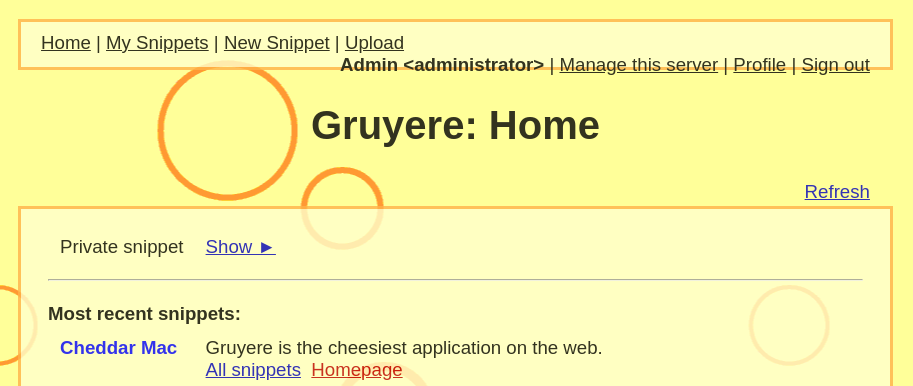 Home | My Snippets | New Snippet | Upload
Admin <administrator> | Manage this server | Profile | Sign out
Gruyere: Home
Refresh
Private snippet Show ►
Most recent snippets:
Cheddar Mac Gruyere is the cheesiest application on the web.
All snippets Homepage